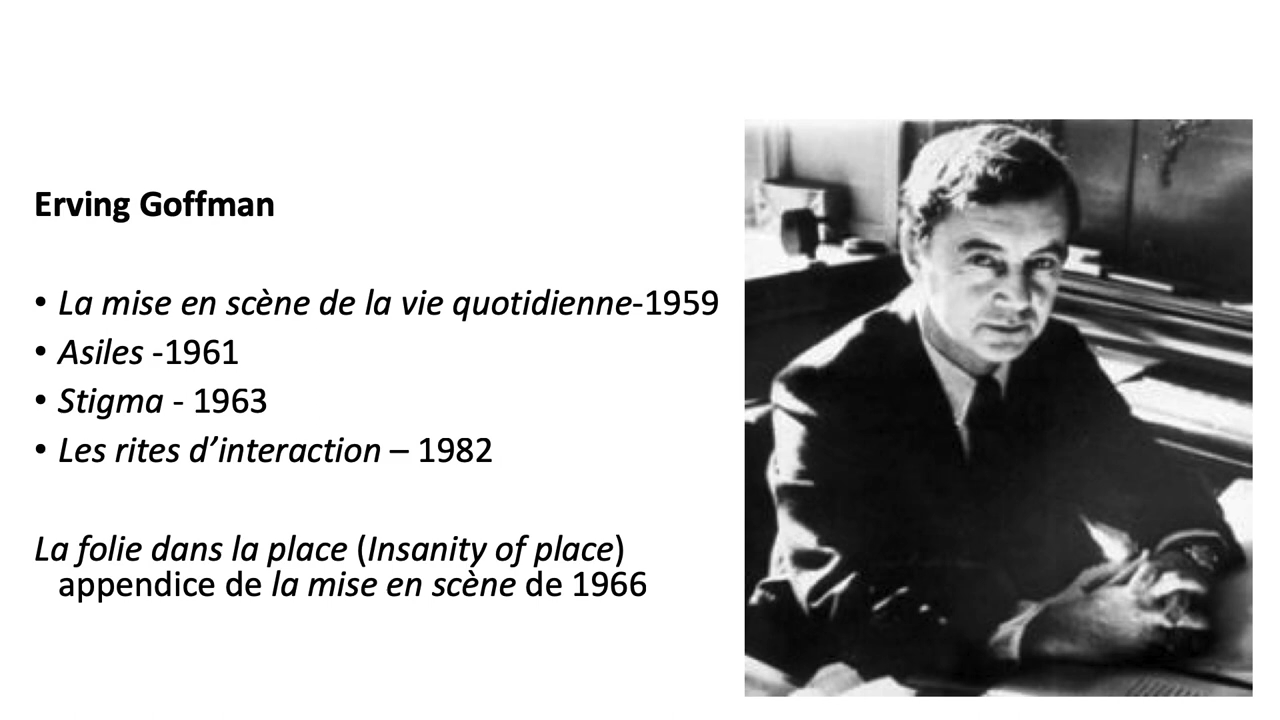 Erving Goffman
• La mise en scène de la vie quotidienne-1959
• Asiles -1961
• Stigma - 1963
• Les rites d’interaction – 1982
La folie dans la place (Insanity of place)
appendice de la mise en scène de 1966